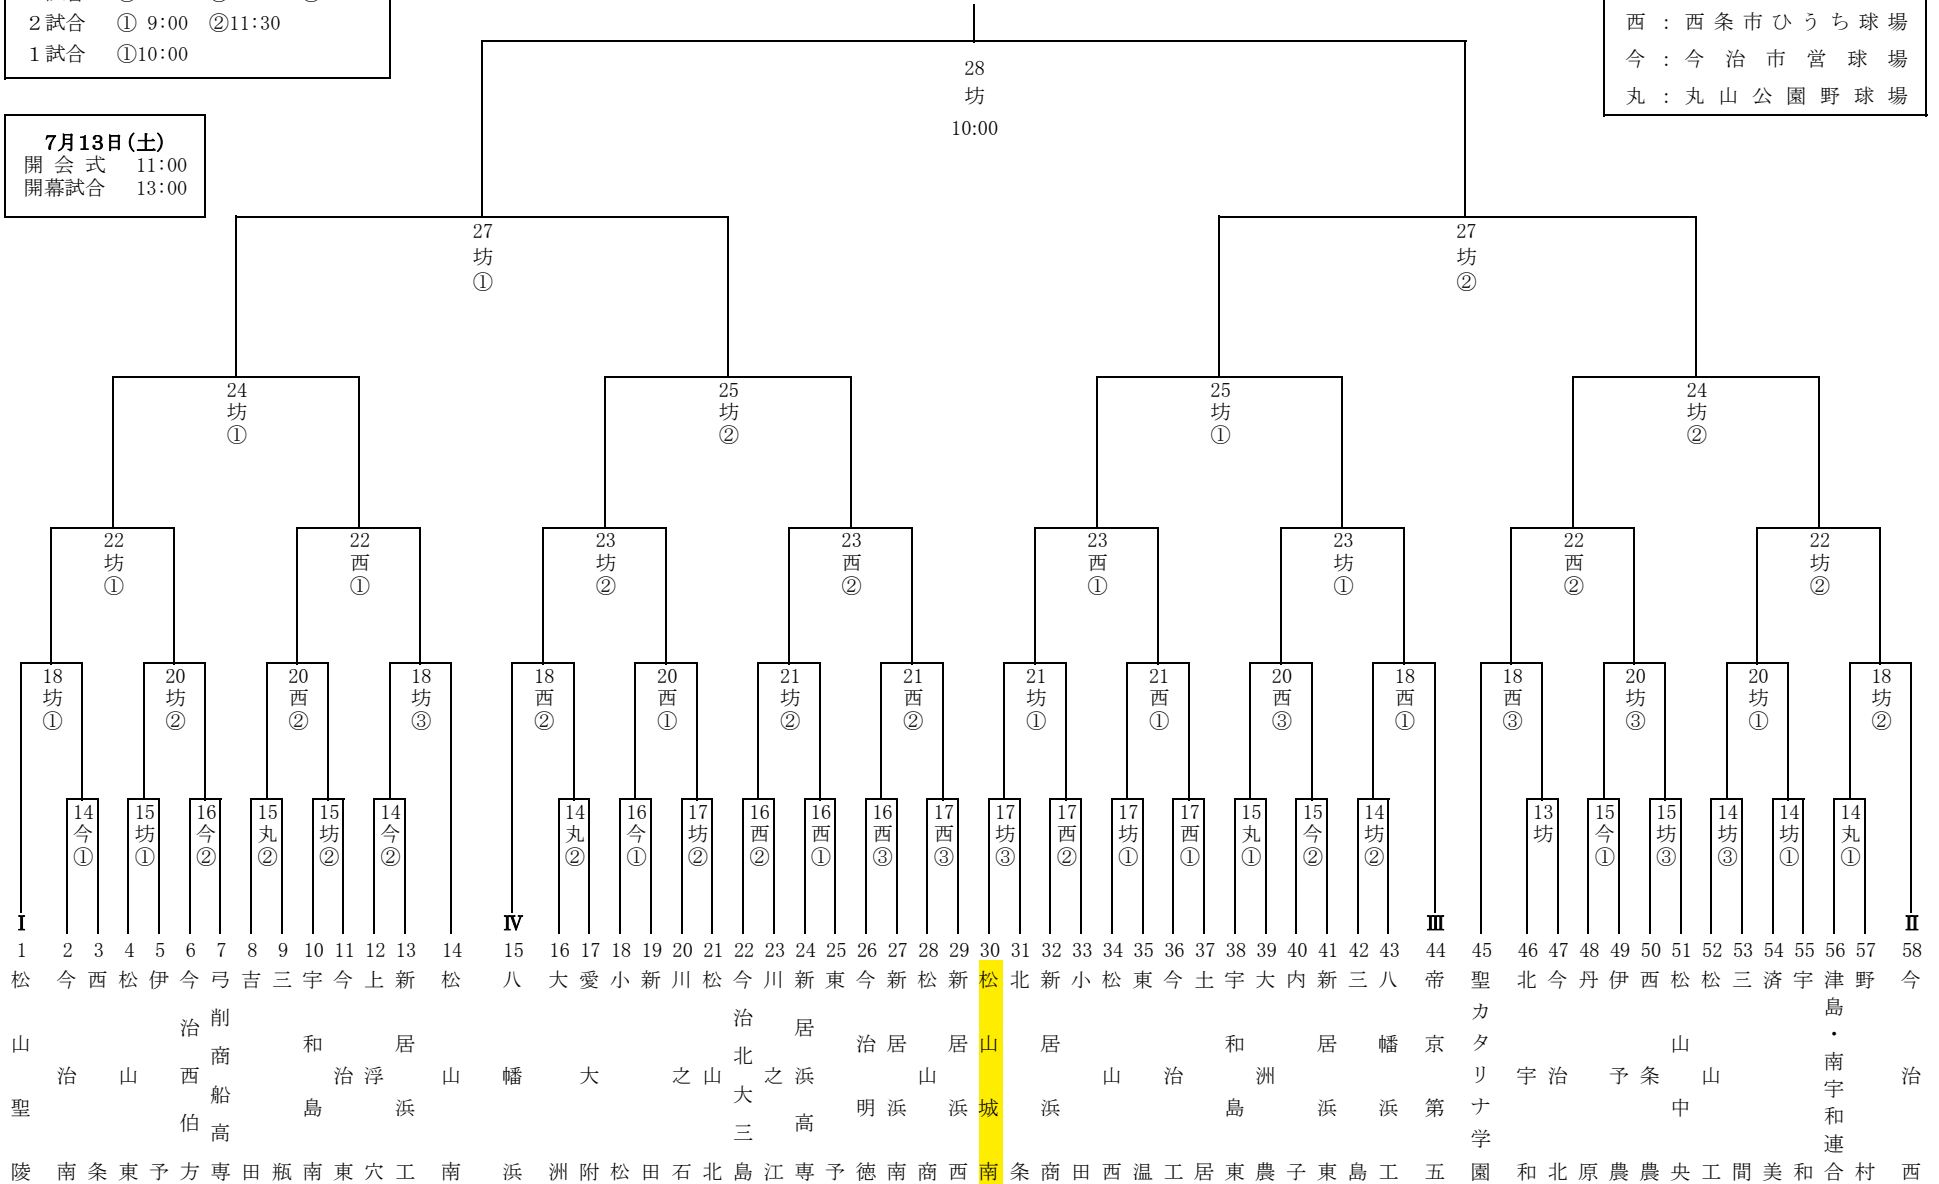 2試合 ① 9:00 ②11:30
1試合 ①10:00
西：西条市ひうち球場
今：今治市営球場
丸：丸山公園野球場
7月13日(土)
開会式 11:00
開幕試合 13:00
28
坊
10:00
27 27
坊 坊
① ②
24 25 25 24
坊 坊 坊 坊
① ② ① ②
22 22 23 23 23 23 22 22
坊 西 坊 西 西 坊 西 坊
① ① ② ② ① ① ② ②
18 20 20 18 18 20 21 21 21 21 20 18 18 20 20 18
坊 坊 西 坊 西 西 坊 西 坊 西 西 西 西 坊 坊 坊
① ② ② ③ ② ① ② ② ① ① ③ ① ③ ③ ① ②
14 15 16 15 15 14 14 16 17 16 16 16 17 17 17 17 17 15 15 14 13 15 15 14 14 14
今 坊 今 丸 坊 今 丸 今 坊 西 西 西 西 坊 西 坊 西 丸 今 坊 坊 今 坊 坊 坊 丸
① ① ② ② ② ② ② ① ② ② ① ③ ③ ③ ② ① ① ① ② ② ① ③ ③ ① ①
Ⅰ Ⅳ Ⅲ Ⅱ
1 松山聖陵
2 今治南
3 西条
4 松山東
5 伊予
6 今治西伯方
7 弓削商船高専
8 吉田
9 三瓶
10 宇和島南
11 今治東
12 上浮穴
13 新居浜工
14 松山南
15 八幡浜
16 大洲
17 愛大附
18 小松
19 新田
20 川之石
21 松山北
22 今治北大三島
23 川之江
24 新居浜高専
25 東予
26 今治明徳
27 新居浜南
28 松山商
29 新居浜西
30 松山城南
31 北条
32 新居浜商
33 小田
34 松山西
35 東温
36 今治工
37 土居
38 宇和島東
39 大洲農
40 内子
41 新居浜東
42 三島
43 八幡浜工
44 帝京第五
45 聖カタリナ学園
46 北宇和
47 今治北
48 丹原
49 伊予農
50 西条農
51 松山中央
52 松山工
53 三間
54 済美
55 宇和
56 津島・南宇和連合
57 野村
58 今治西